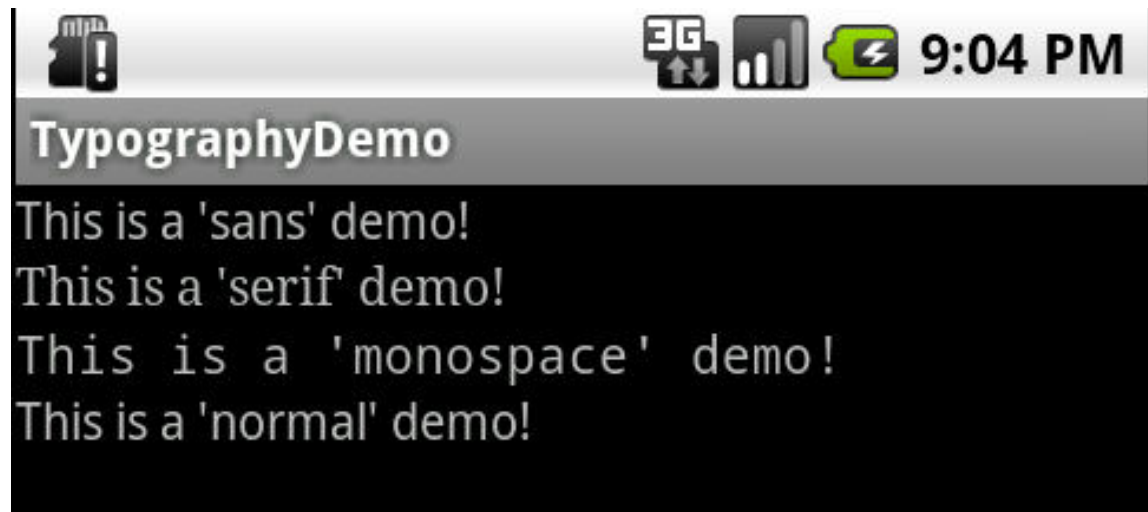 3G 9:04 PM
TypographyDemo
This is a 'sans' demo!
This is a 'serif' demo!
This is a 'monospace' demo!
This is a 'normal' demo!